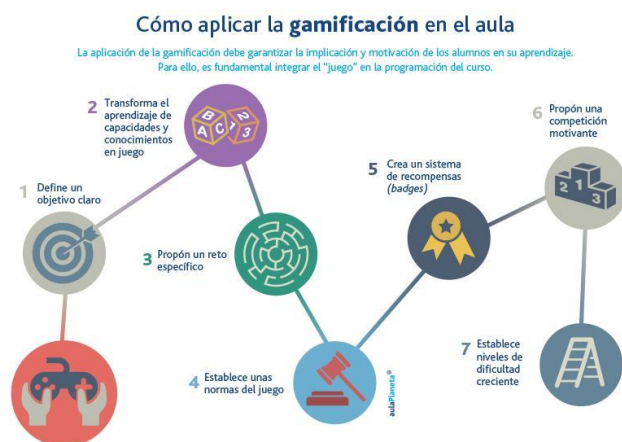 Cómo aplicar la gamificación en el aula
La aplicación de la gamificación debe garantizar la implicación y motivación de los alumnos en su aprendizaje.
Para ello, es fundamental integrar el "juego" en la programación del curso.
1 Define un
objetivo claro
2 Transforma el
aprendizaje de
capacidades y
conocimientos
en juego
B
A C 1 2
3
3 Propón un reto
específico
4 Establece unas
normas del juego
aulaPlaneta
5 Crea un sistema
de recompensas
(badges)
6 Propón una
competición
motivante
2 1 3
7 Establece
niveles de
dificultad
creciente